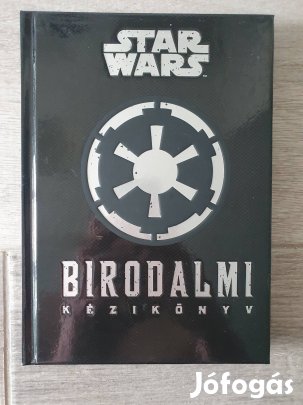 STAR
WARS
BIRODALMI
KÉZIKÖNYV
Jófogás